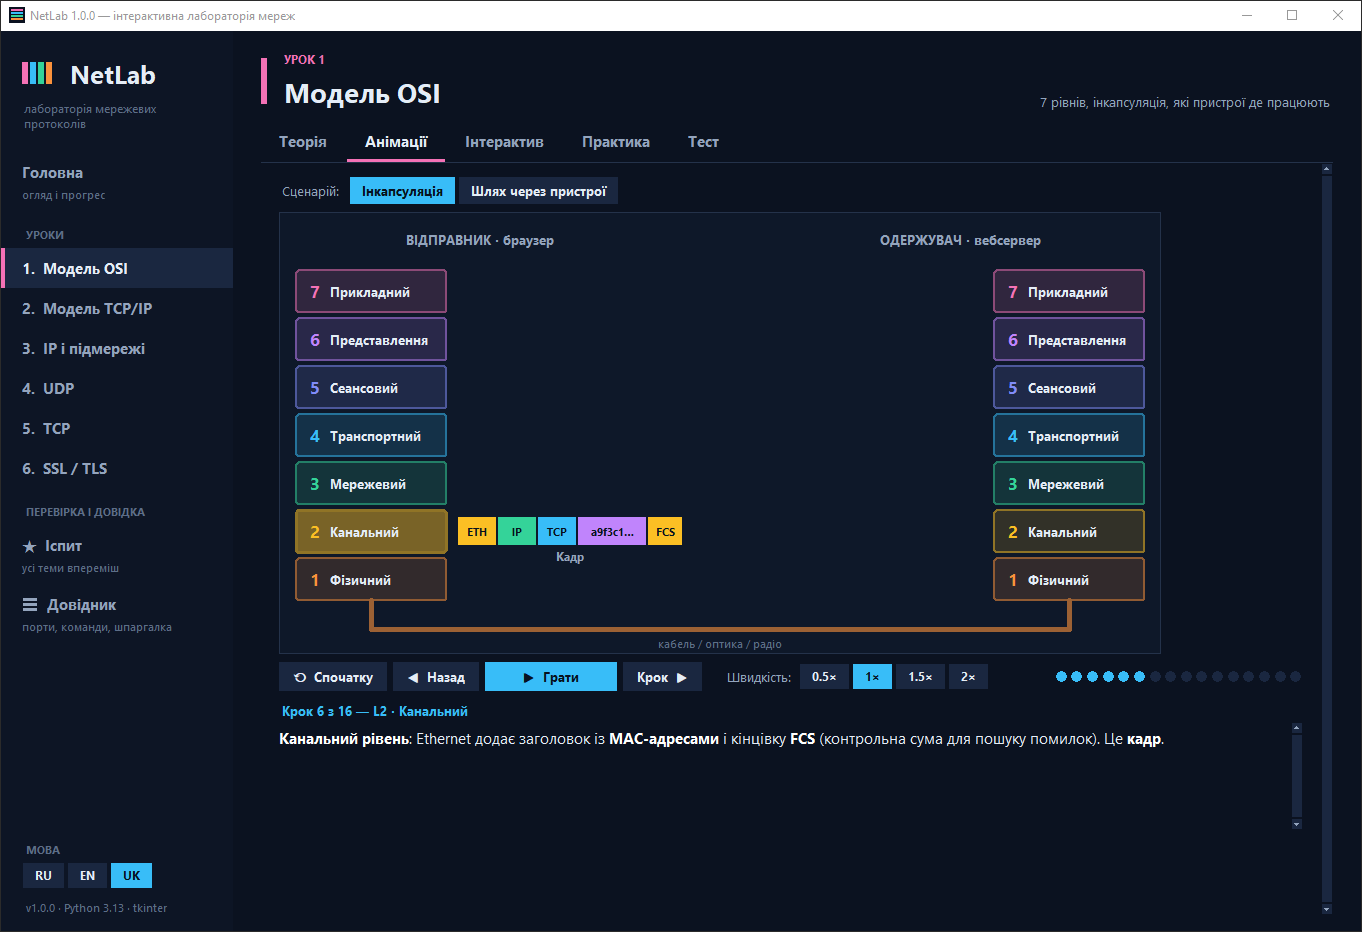 NetLab 1.0.0 — інтерактивна лабораторія мереж
NetLab
лабораторія мережевих
протоколів
Головна
огляд і прогрес
УРОКИ
1. Модель OSI
2. Модель TCP/IP
3. IP і підмережі
4. UDP
5. TCP
6. SSL / TLS
ПЕРЕВІРКА І ДОВІДКА
★ Іспит
усі теми впереміш
☰ Довідник
порти, команди, шпаргалка
МОВА
RU EN UK
v1.0.0 · Python 3.13 · tkinter
УРОК 1
Модель OSI
7 рівнів, інкапсуляція, які пристрої де працюють
Теорія Анімації Інтерактив Практика Тест
Сценарій: Інкапсуляція Шлях через пристрої
ВІДПРАВНИК · браузер
ОДЕРЖУВАЧ · вебсервер
7 Прикладний
6 Представлення
5 Сеансовий
4 Транспортний
3 Мережевий
2 Канальний
1 Фізичний
ETH IP TCP a9f3c1... FCS
Кадр
7 Прикладний
6 Представлення
5 Сеансовий
4 Транспортний
3 Мережевий
2 Канальний
1 Фізичний
кабель / оптика / радіо
⟲ Спочатку ◀ Назад ▶ Грати Крок ▶ Швидкість: 0.5× 1× 1.5× 2×
Крок 6 з 16 — L2 · Канальний
Канальний рівень: Ethernet додає заголовок із MAC-адресами і кінцівку FCS (контрольна сума для пошуку помилок). Це кадр.